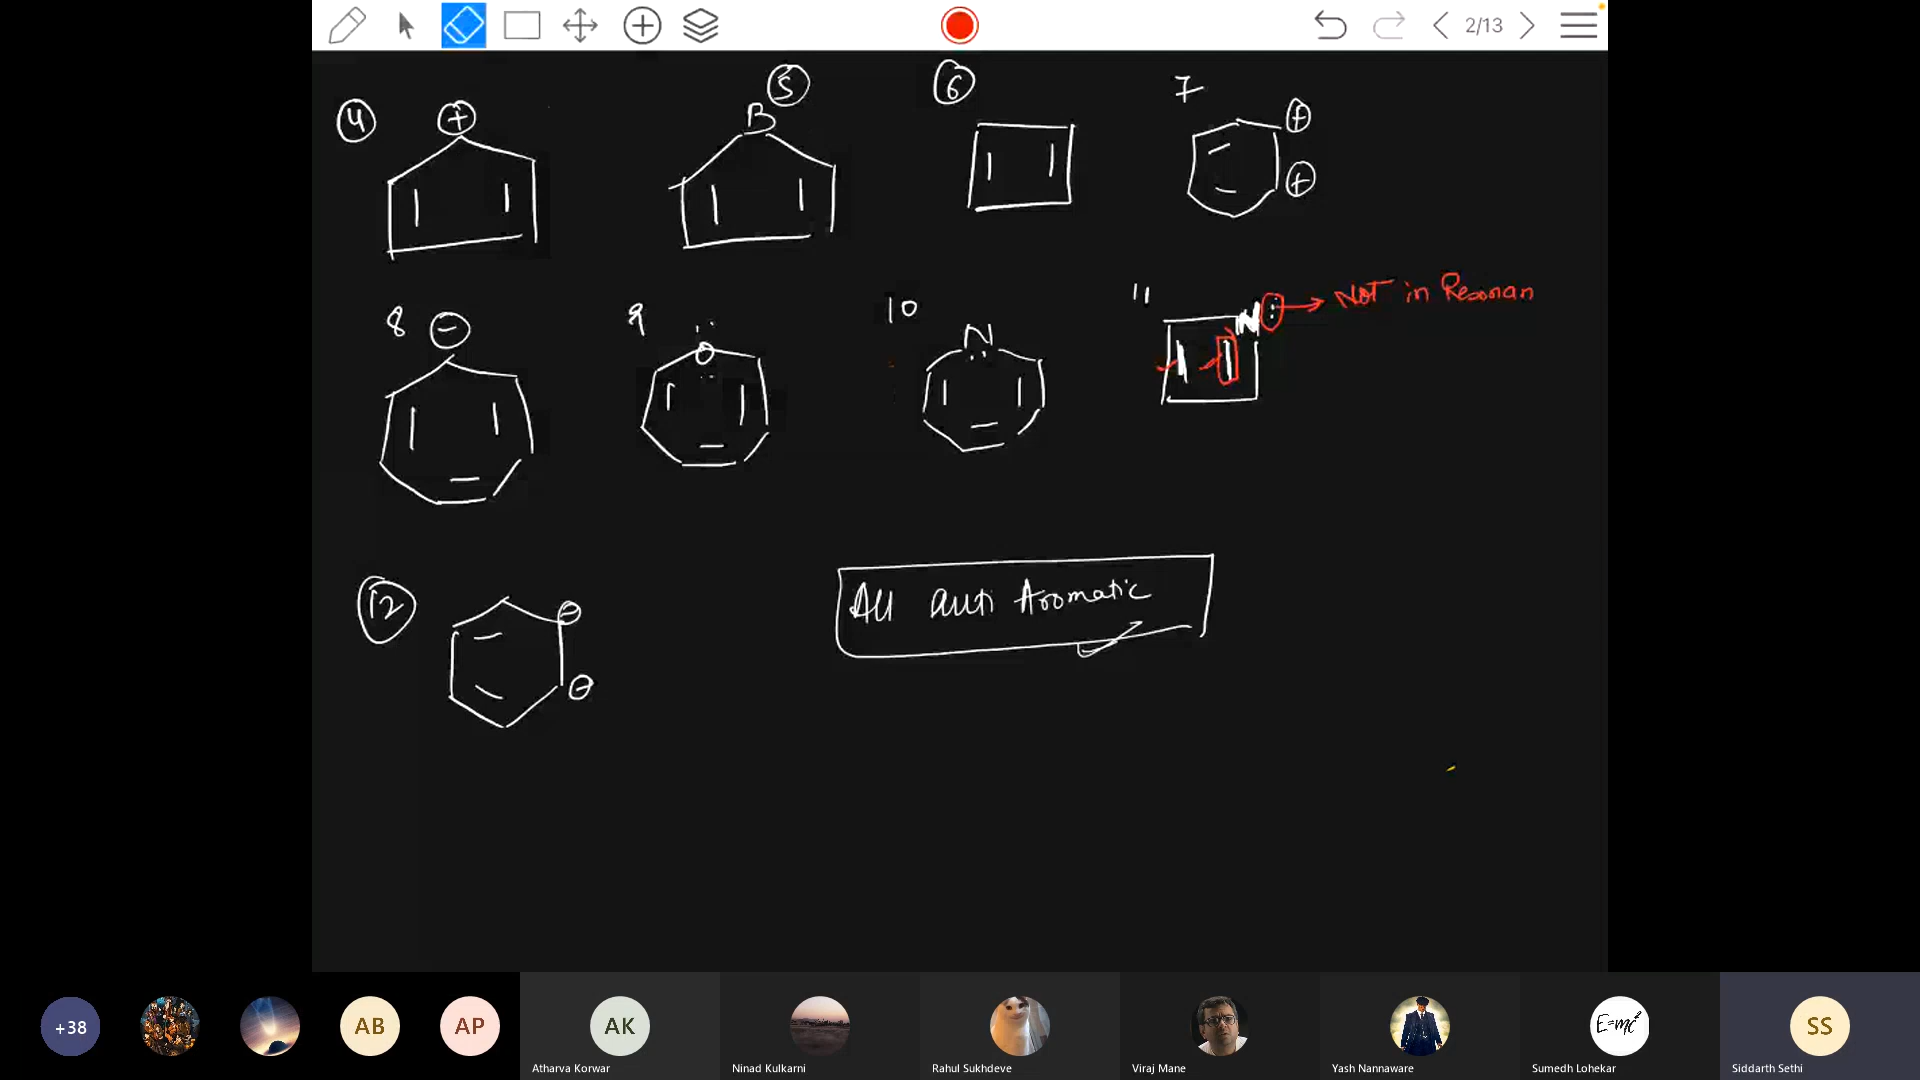 2/13
4 + 5 B 6 7 + +
8 - 9 O 10 N 11 N : → Not in Resonan
12 - -
All anti Aromatic
+38 AB AP AK E=mc² SS
Atharva Korwar Ninad Kulkarni Rahul Sukhdeve Viraj Mane Yash Nannaware Sumedh Lohekar Siddarth Sethi